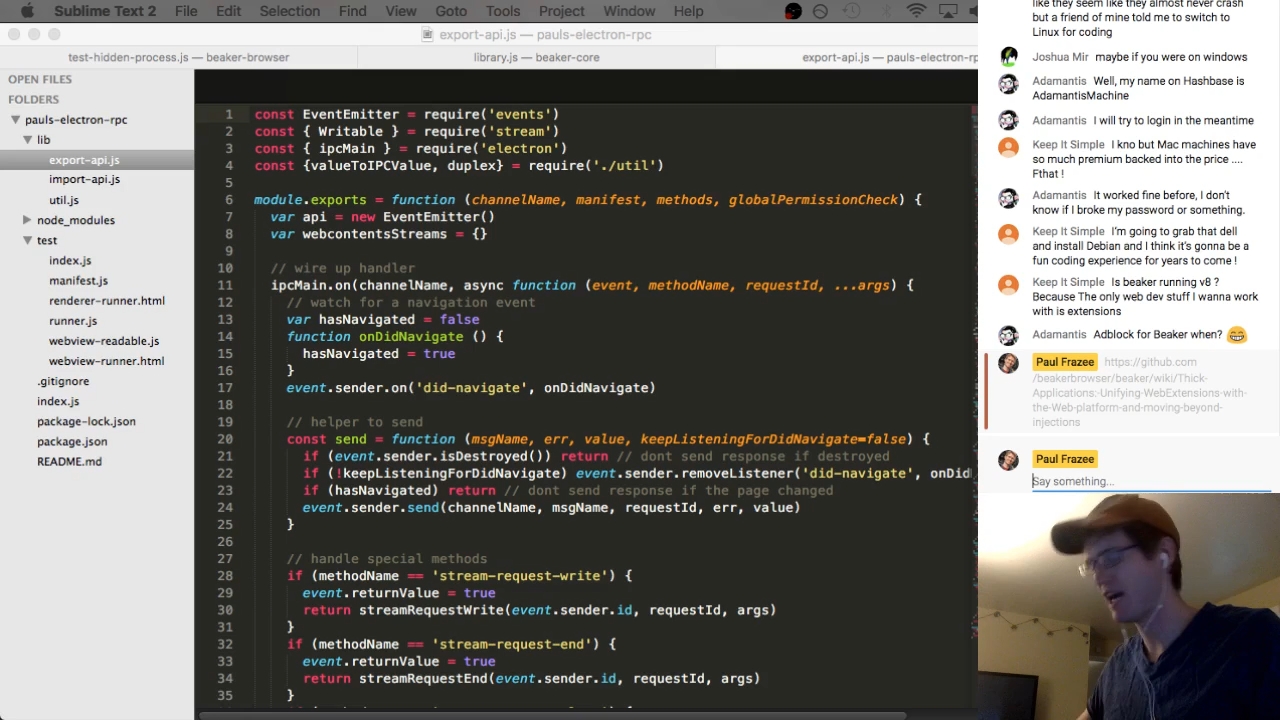 Sublime Text 2 File Edit Selection Find View Goto Tools Project Window Help
export-api.js — pauls-electron-rpc
test-hidden-process.js — beaker-browser
library.js — beaker-core
export-api.js — pauls-electron-rp
OPEN FILES
FOLDERS
pauls-electron-rpc
lib
export-api.js
import-api.js
util.js
node_modules
test
index.js
manifest.js
renderer-runner.html
runner.js
webview-readable.js
webview-runner.html
.gitignore
index.js
package-lock.json
package.json
README.md
1 const EventEmitter = require('events')
2 const { Writable } = require('stream')
3 const { ipcMain } = require('electron')
4 const {valueToIPCValue, duplex} = require('./util')
5
6 module.exports = function (channelName, manifest, methods, globalPermissionCheck) {
7 var api = new EventEmitter()
8 var webcontentsStreams = {}
9
10 // wire up handler
11 ipcMain.on(channelName, async function (event, methodName, requestId, ...args) {
12 // watch for a navigation event
13 var hasNavigated = false
14 function onDidNavigate () {
15 hasNavigated = true
16 }
17 event.sender.on('did-navigate', onDidNavigate)
18
19 // helper to send
20 const send = function (msgName, err, value, keepListeningForDidNavigate=false) {
21 if (event.sender.isDestroyed()) return // dont send response if destroyed
22 if (!keepListeningForDidNavigate) event.sender.removeListener('did-navigate', onDid
23 if (hasNavigated) return // dont send response if the page changed
24 event.sender.send(channelName, msgName, requestId, err, value)
25 }
26
27 // handle special methods
28 if (methodName == 'stream-request-write') {
29 event.returnValue = true
30 return streamRequestWrite(event.sender.id, requestId, args)
31 }
32 if (methodName == 'stream-request-end') {
33 event.returnValue = true
34 return streamRequestEnd(event.sender.id, requestId, args)
35 }
like they seem like they almost never crash
but a friend of mine told me to switch to
Linux for coding
Joshua Mir maybe if you were on windows
Adamantis Well, my name on Hashbase is
AdamantisMachine
Adamantis I will try to login in the meantime
Keep It Simple I kno but Mac machines have
so much premium backed into the price ....
Fthat !
Adamantis It worked fine before, I don't
know if I broke my password or something.
Keep It Simple I'm going to grab that dell
and install Debian and I think it's gonna be a
fun coding experience for years to come !
Keep It Simple Is beaker running v8 ?
Because The only web dev stuff I wanna work
with is extensions
Adamantis Adblock for Beaker when?
Paul Frazee https://github.com
/beakerbrowser/beaker/wiki/Thick-
Applications:-Unifying-WebExtensions-with-
the-Web-platform-and-moving-beyond-
injections
Paul Frazee
Say something...